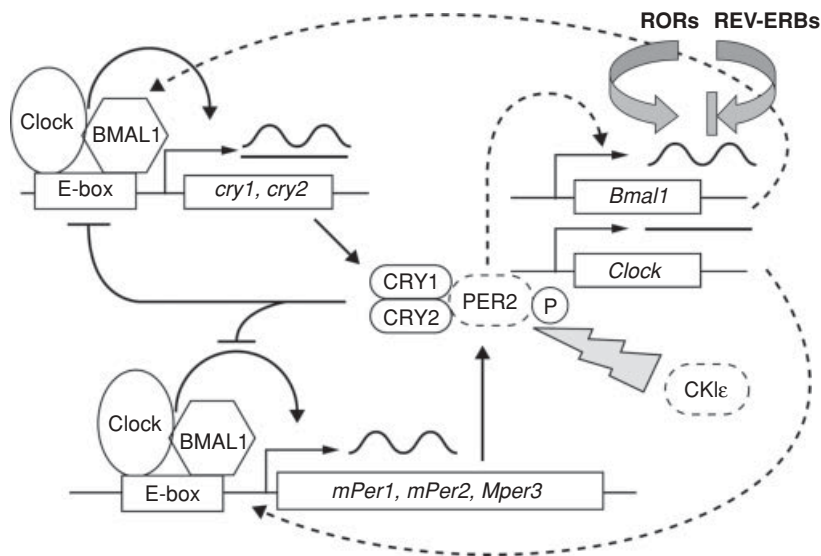 RORs REV-ERBs
Clock
BMAL1
E-box
cry1, cry2
Bmal1
Clock
CRY1
CRY2
PER2
P
CKIε
Clock
BMAL1
E-box
mPer1, mPer2, Mper3